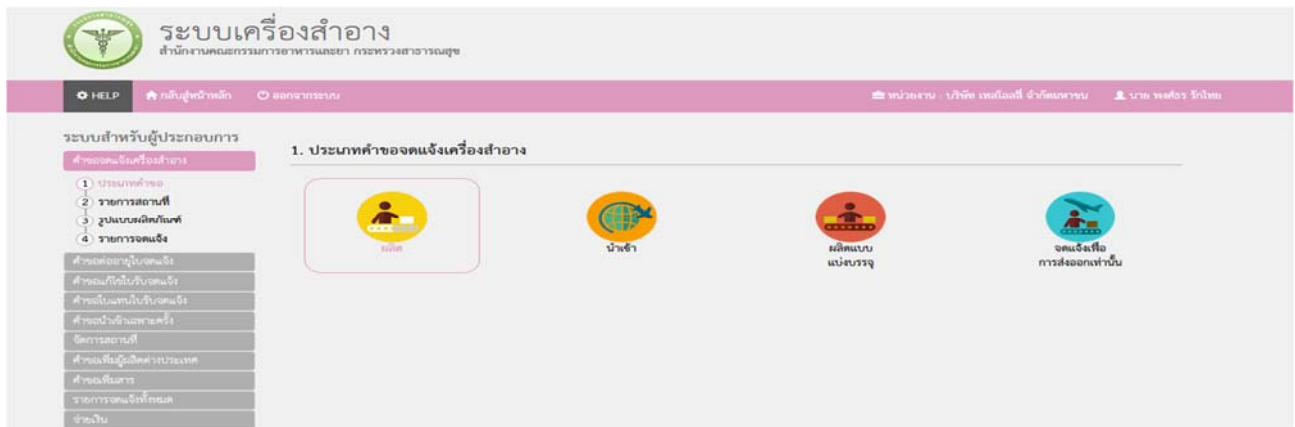 ระบบเครื่องสำอาง
สำนักงานคณะกรรมการอาหารและยา กระทรวงสาธารณสุข
HELP กลับสู่หน้าหลัก ออกจากระบบ
หน่วยงาน : บริษัท จำกัดมหาชน นาย พงศ์ธร รักไทย
ระบบสำหรับผู้ประกอบการ
คำขอจดแจ้งเครื่องสำอาง
1 ประเภทคำขอ
2 รายการสถานที่
3 รูปแบบผลิตภัณฑ์
4 รายการจดแจ้ง
คำขอต่ออายุใบจดแจ้ง
คำขอแก้ไขใบรับจดแจ้ง
คำขอใบแทนใบรับจดแจ้ง
คำขอนำเข้าเฉพาะครั้ง
จัดการสถานที่
คำขอเพิ่มผู้ผลิตต่างประเทศ
คำขอเพิ่มสาร
รายการจดแจ้งทั้งหมด
จ่ายเงิน
1. ประเภทคำขอจดแจ้งเครื่องสำอาง
ผลิต
นำเข้า
ผลิตแบบ
แบ่งบรรจุ
จดแจ้งเพื่อ
การส่งออกเท่านั้น